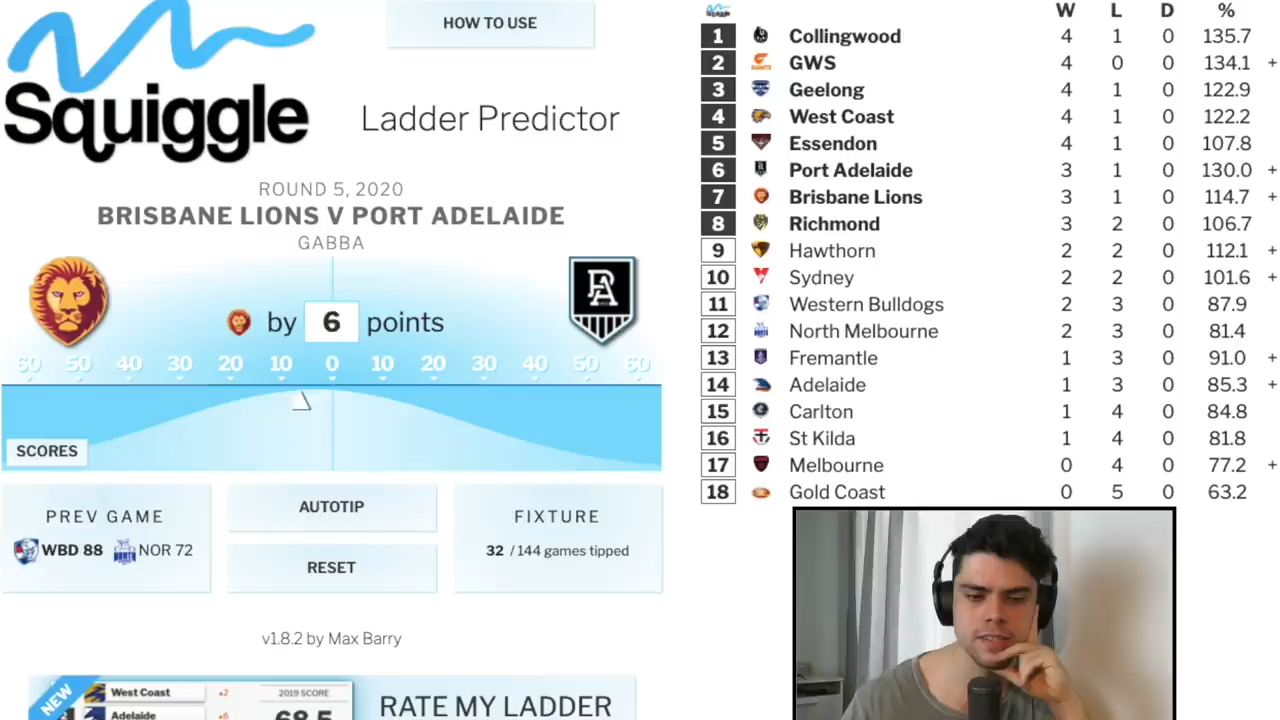 HOW TO USE
Squiggle
Ladder Predictor
ROUND 5, 2020
BRISBANE LIONS V PORT ADELAIDE
GABBA
by 6 points
60 50 40 30 20 10 0 10 20 30 40 50 60
SCORES
PREV GAME
WBD 88 NOR 72
AUTOTIP
RESET
FIXTURE
32 / 144 games tipped
v1.8.2 by Max Barry
NEW
West Coast +2
Adelaide +6
2019 SCORE
68.5
RATE MY LADDER
W L D %
1 Collingwood 4 1 0 135.7
2 GWS 4 0 0 134.1 +
3 Geelong 4 1 0 122.9
4 West Coast 4 1 0 122.2
5 Essendon 4 1 0 107.8
6 Port Adelaide 3 1 0 130.0 +
7 Brisbane Lions 3 1 0 114.7 +
8 Richmond 3 2 0 106.7
9 Hawthorn 2 2 0 112.1 +
10 Sydney 2 2 0 101.6 +
11 Western Bulldogs 2 3 0 87.9
12 North Melbourne 2 3 0 81.4
13 Fremantle 1 3 0 91.0 +
14 Adelaide 1 3 0 85.3 +
15 Carlton 1 4 0 84.8
16 St Kilda 1 4 0 81.8
17 Melbourne 0 4 0 77.2 +
18 Gold Coast 0 5 0 63.2